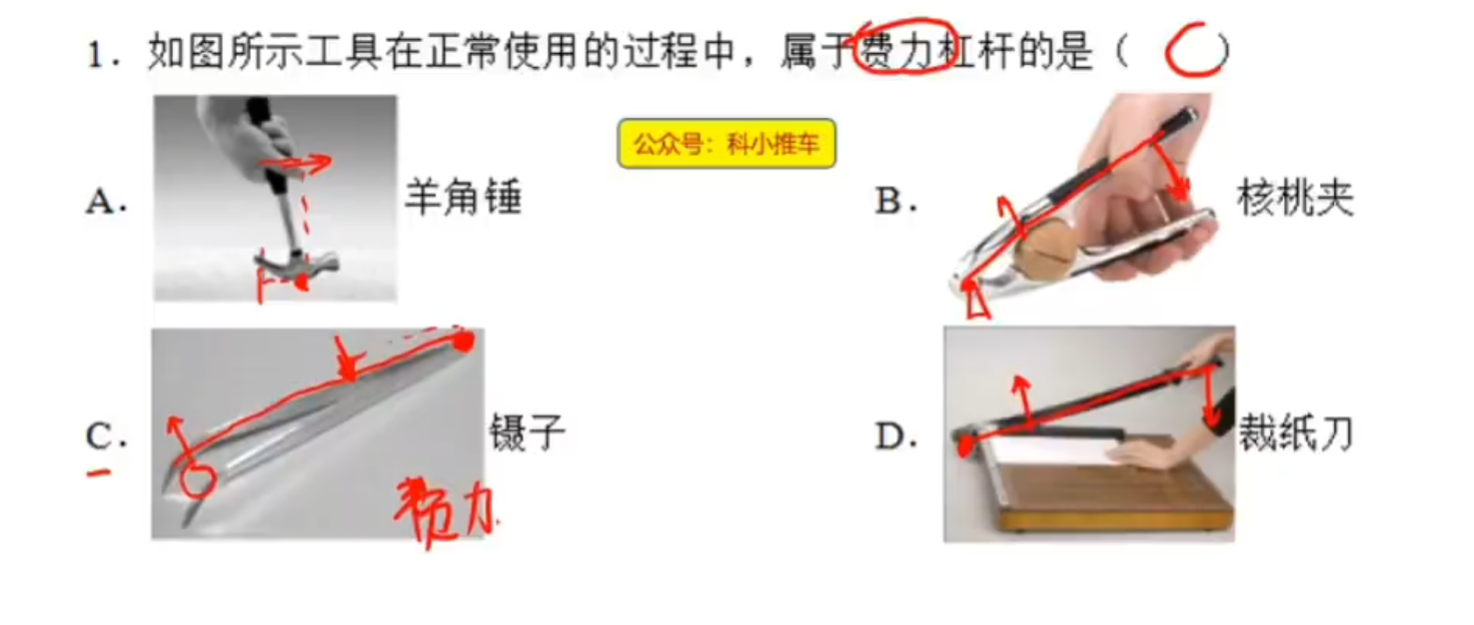 1. 如图所示工具在正常使用的过程中，属于费力杠杆的是（ C ）
公众号：科小推车
A. 羊角锤
B. 核桃夹
C. 镊子
费力
D. 裁纸刀